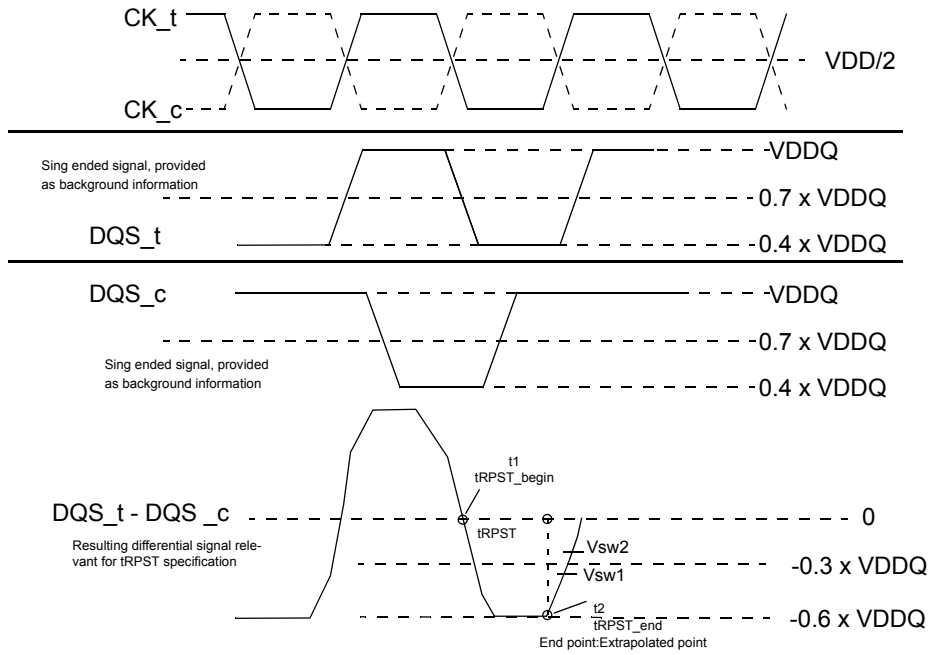 CK_t
VDD/2
CK_c
Sing ended signal, provided
as background information
VDDQ
0.7 x VDDQ
DQS_t
0.4 x VDDQ
DQS_c
VDDQ
0.7 x VDDQ
Sing ended signal, provided
as background information
0.4 x VDDQ
t1
tRPST_begin
DQS_t - DQS _c
0
tRPST
Resulting differential signal rele-
vant for tRPST specification
Vsw2
-0.3 x VDDQ
Vsw1
t2
-0.6 x VDDQ
tRPST_end
End point:Extrapolated point